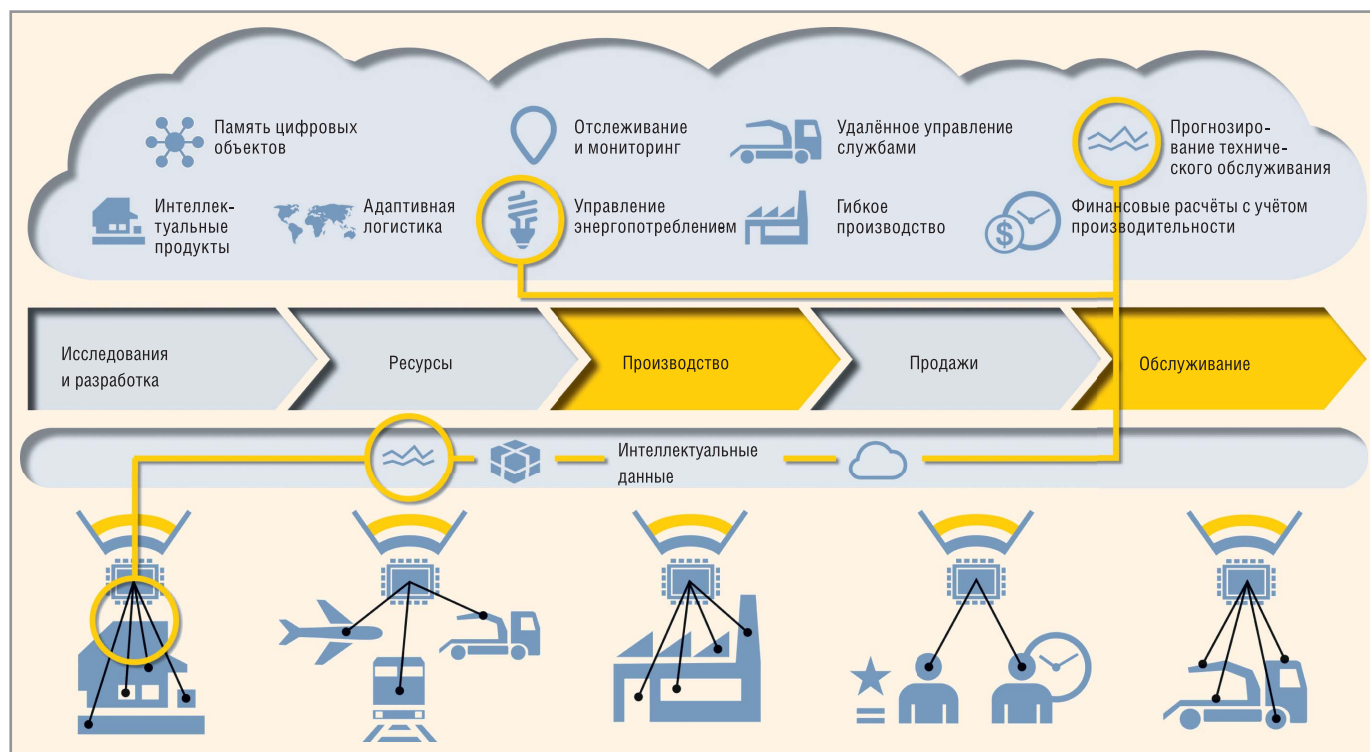 Память цифровых
объектов
Отслеживание
и мониторинг
Удалённое управление
службами
Прогнозиро-
вание техниче-
ского обслуживания
Интеллек-
туальные
продукты
Адаптивная
логистика
Управление
энергопотреблением
Гибкое
производство
$
Финансовые расчёты с учётом
производительности
Исследования
и разработка
Ресурсы
Производство
Продажи
Обслуживание
Интеллектуальные
данные